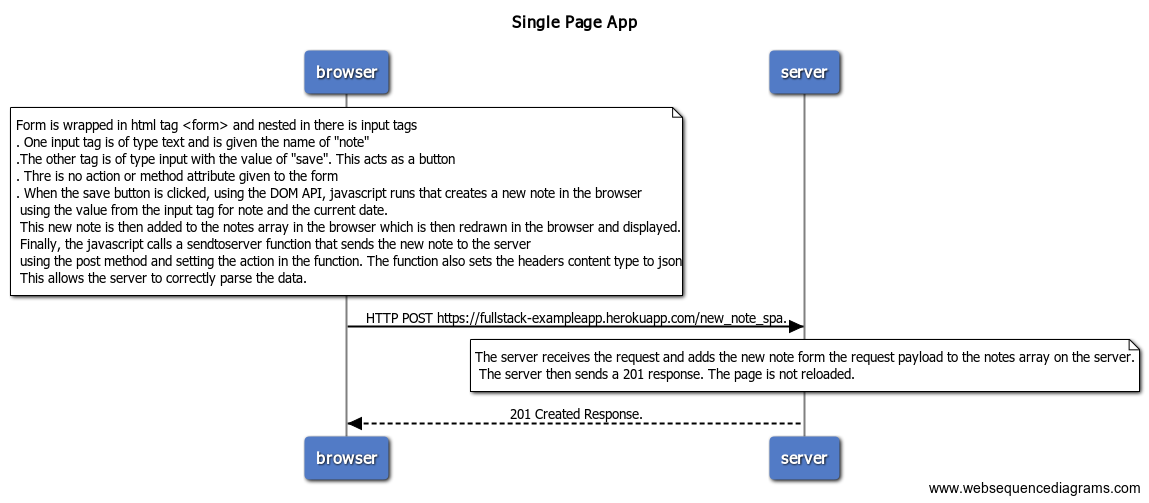 Single Page App
browser
server
Form is wrapped in html tag <form> and nested in there is input tags
. One input tag is of type text and is given the name of "note"
.The other tag is of type input with the value of "save". This acts as a button
. Thre is no action or method attribute given to the form
. When the save button is clicked, using the DOM API, javascript runs that creates a new note in the browser
using the value from the input tag for note and the current date.
This new note is then added to the notes array in the browser which is then redrawn in the browser and displayed.
Finally, the javascript calls a sendtoserver function that sends the new note to the server
using the post method and setting the action in the function. The function also sets the headers content type to json
This allows the server to correctly parse the data.
HTTP POST https://fullstack-exampleapp.herokuapp.com/new_note_spa.
The server receives the request and adds the new note form the request payload to the notes array on the server.
The server then sends a 201 response. The page is not reloaded.
201 Created Response.
browser
server
www.websequencediagrams.com